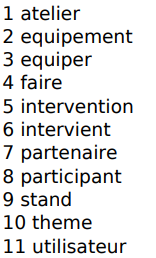 1 atelier
2 equipement
3 equiper
4 faire
5 intervention
6 intervient
7 partenaire
8 participant
9 stand
10 theme
11 utilisateur